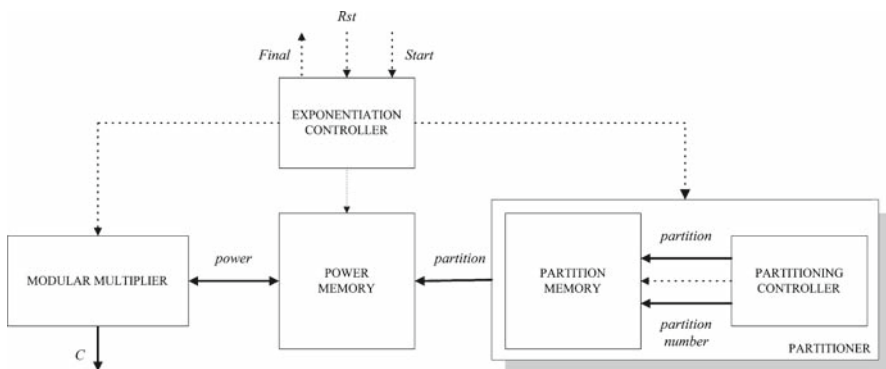 Rst
Final
Start
EXPONENTIATION
CONTROLLER
MODULAR MULTIPLIER
power
POWER
MEMORY
partition
PARTITION
MEMORY
partition
partition
number
PARTITIONING
CONTROLLER
PARTITIONER
C